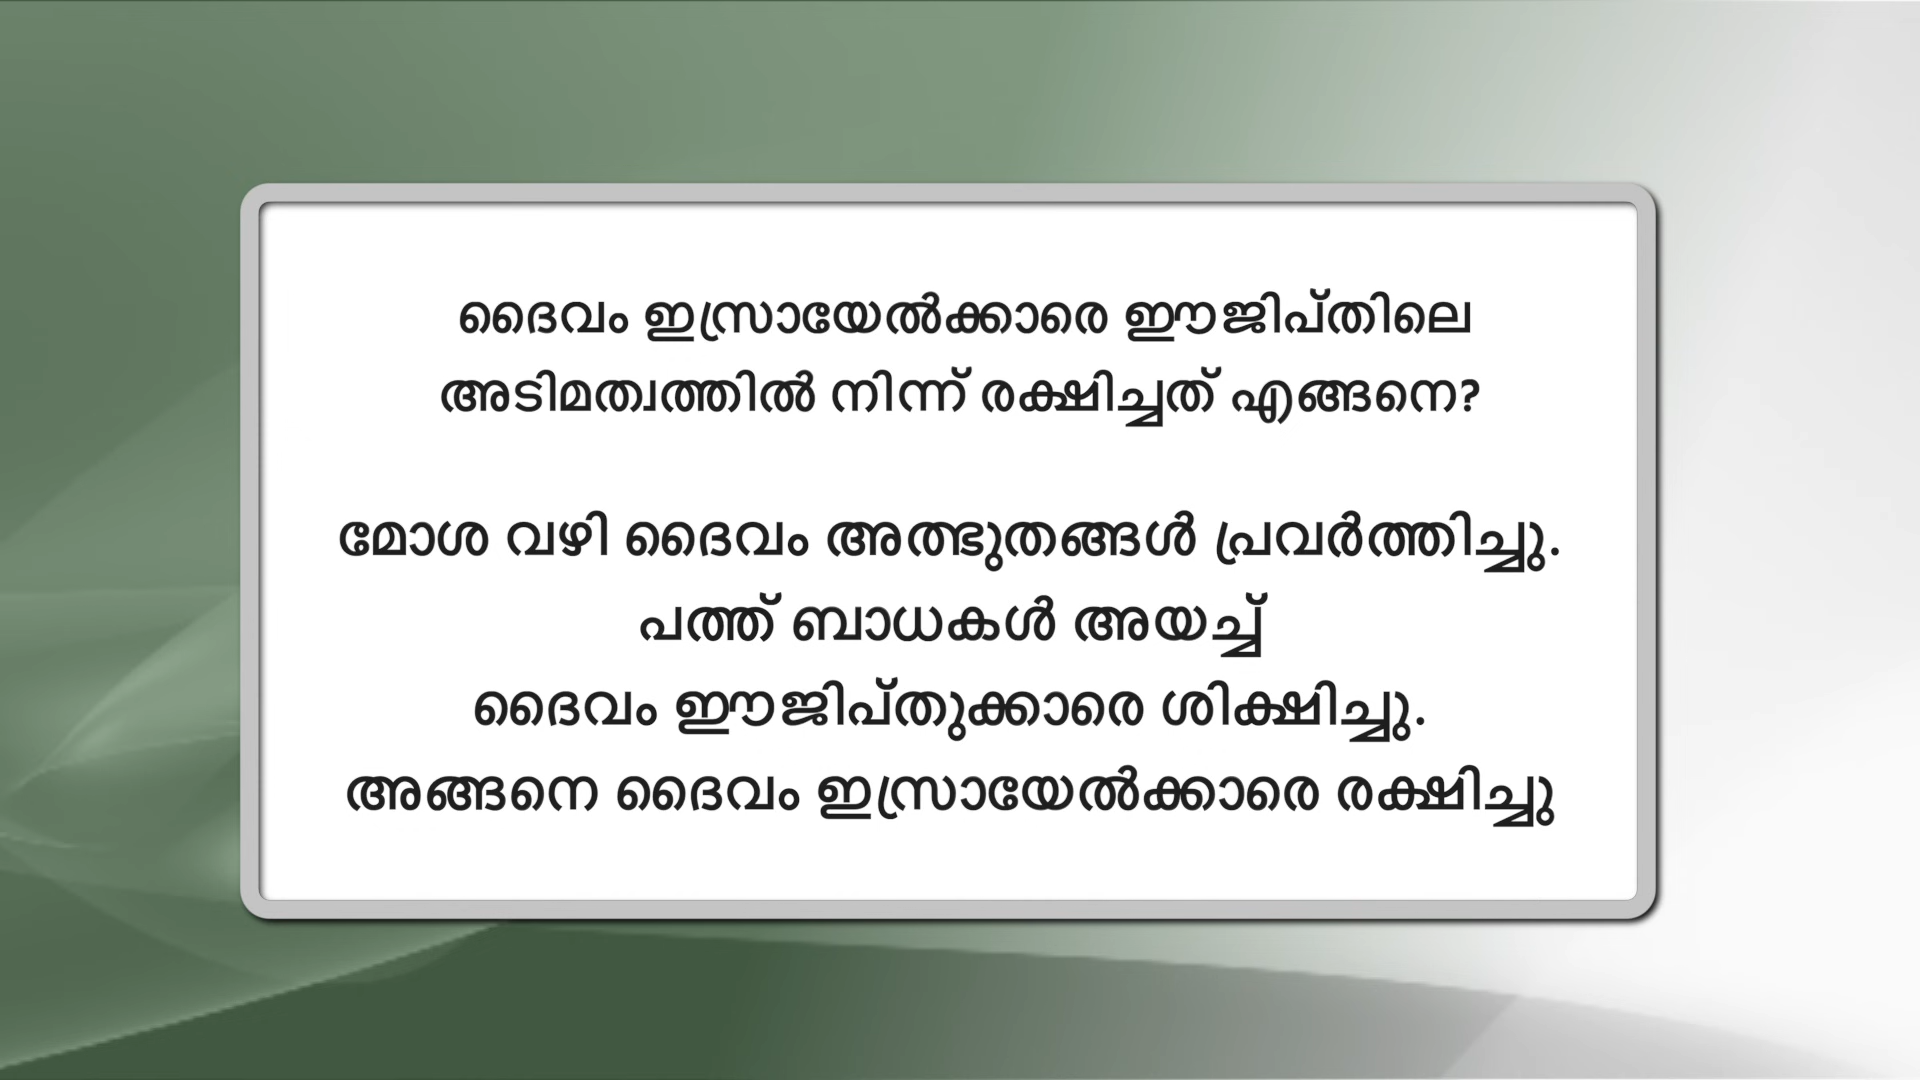 ദൈവം ഇസ്രായേൽക്കാരെ ഈജിപ്തിലെ
അടിമത്വത്തിൽ നിന്ന് രക്ഷിച്ചത് എങ്ങനെ?
മോശ വഴി ദൈവം അത്ഭുതങ്ങൾ പ്രവർത്തിച്ചു.
പത്ത് ബാധകൾ അയച്ച്
ദൈവം ഈജിപ്തുക്കാരെ ശിക്ഷിച്ചു.
അങ്ങനെ ദൈവം ഇസ്രായേൽക്കാരെ രക്ഷിച്ചു